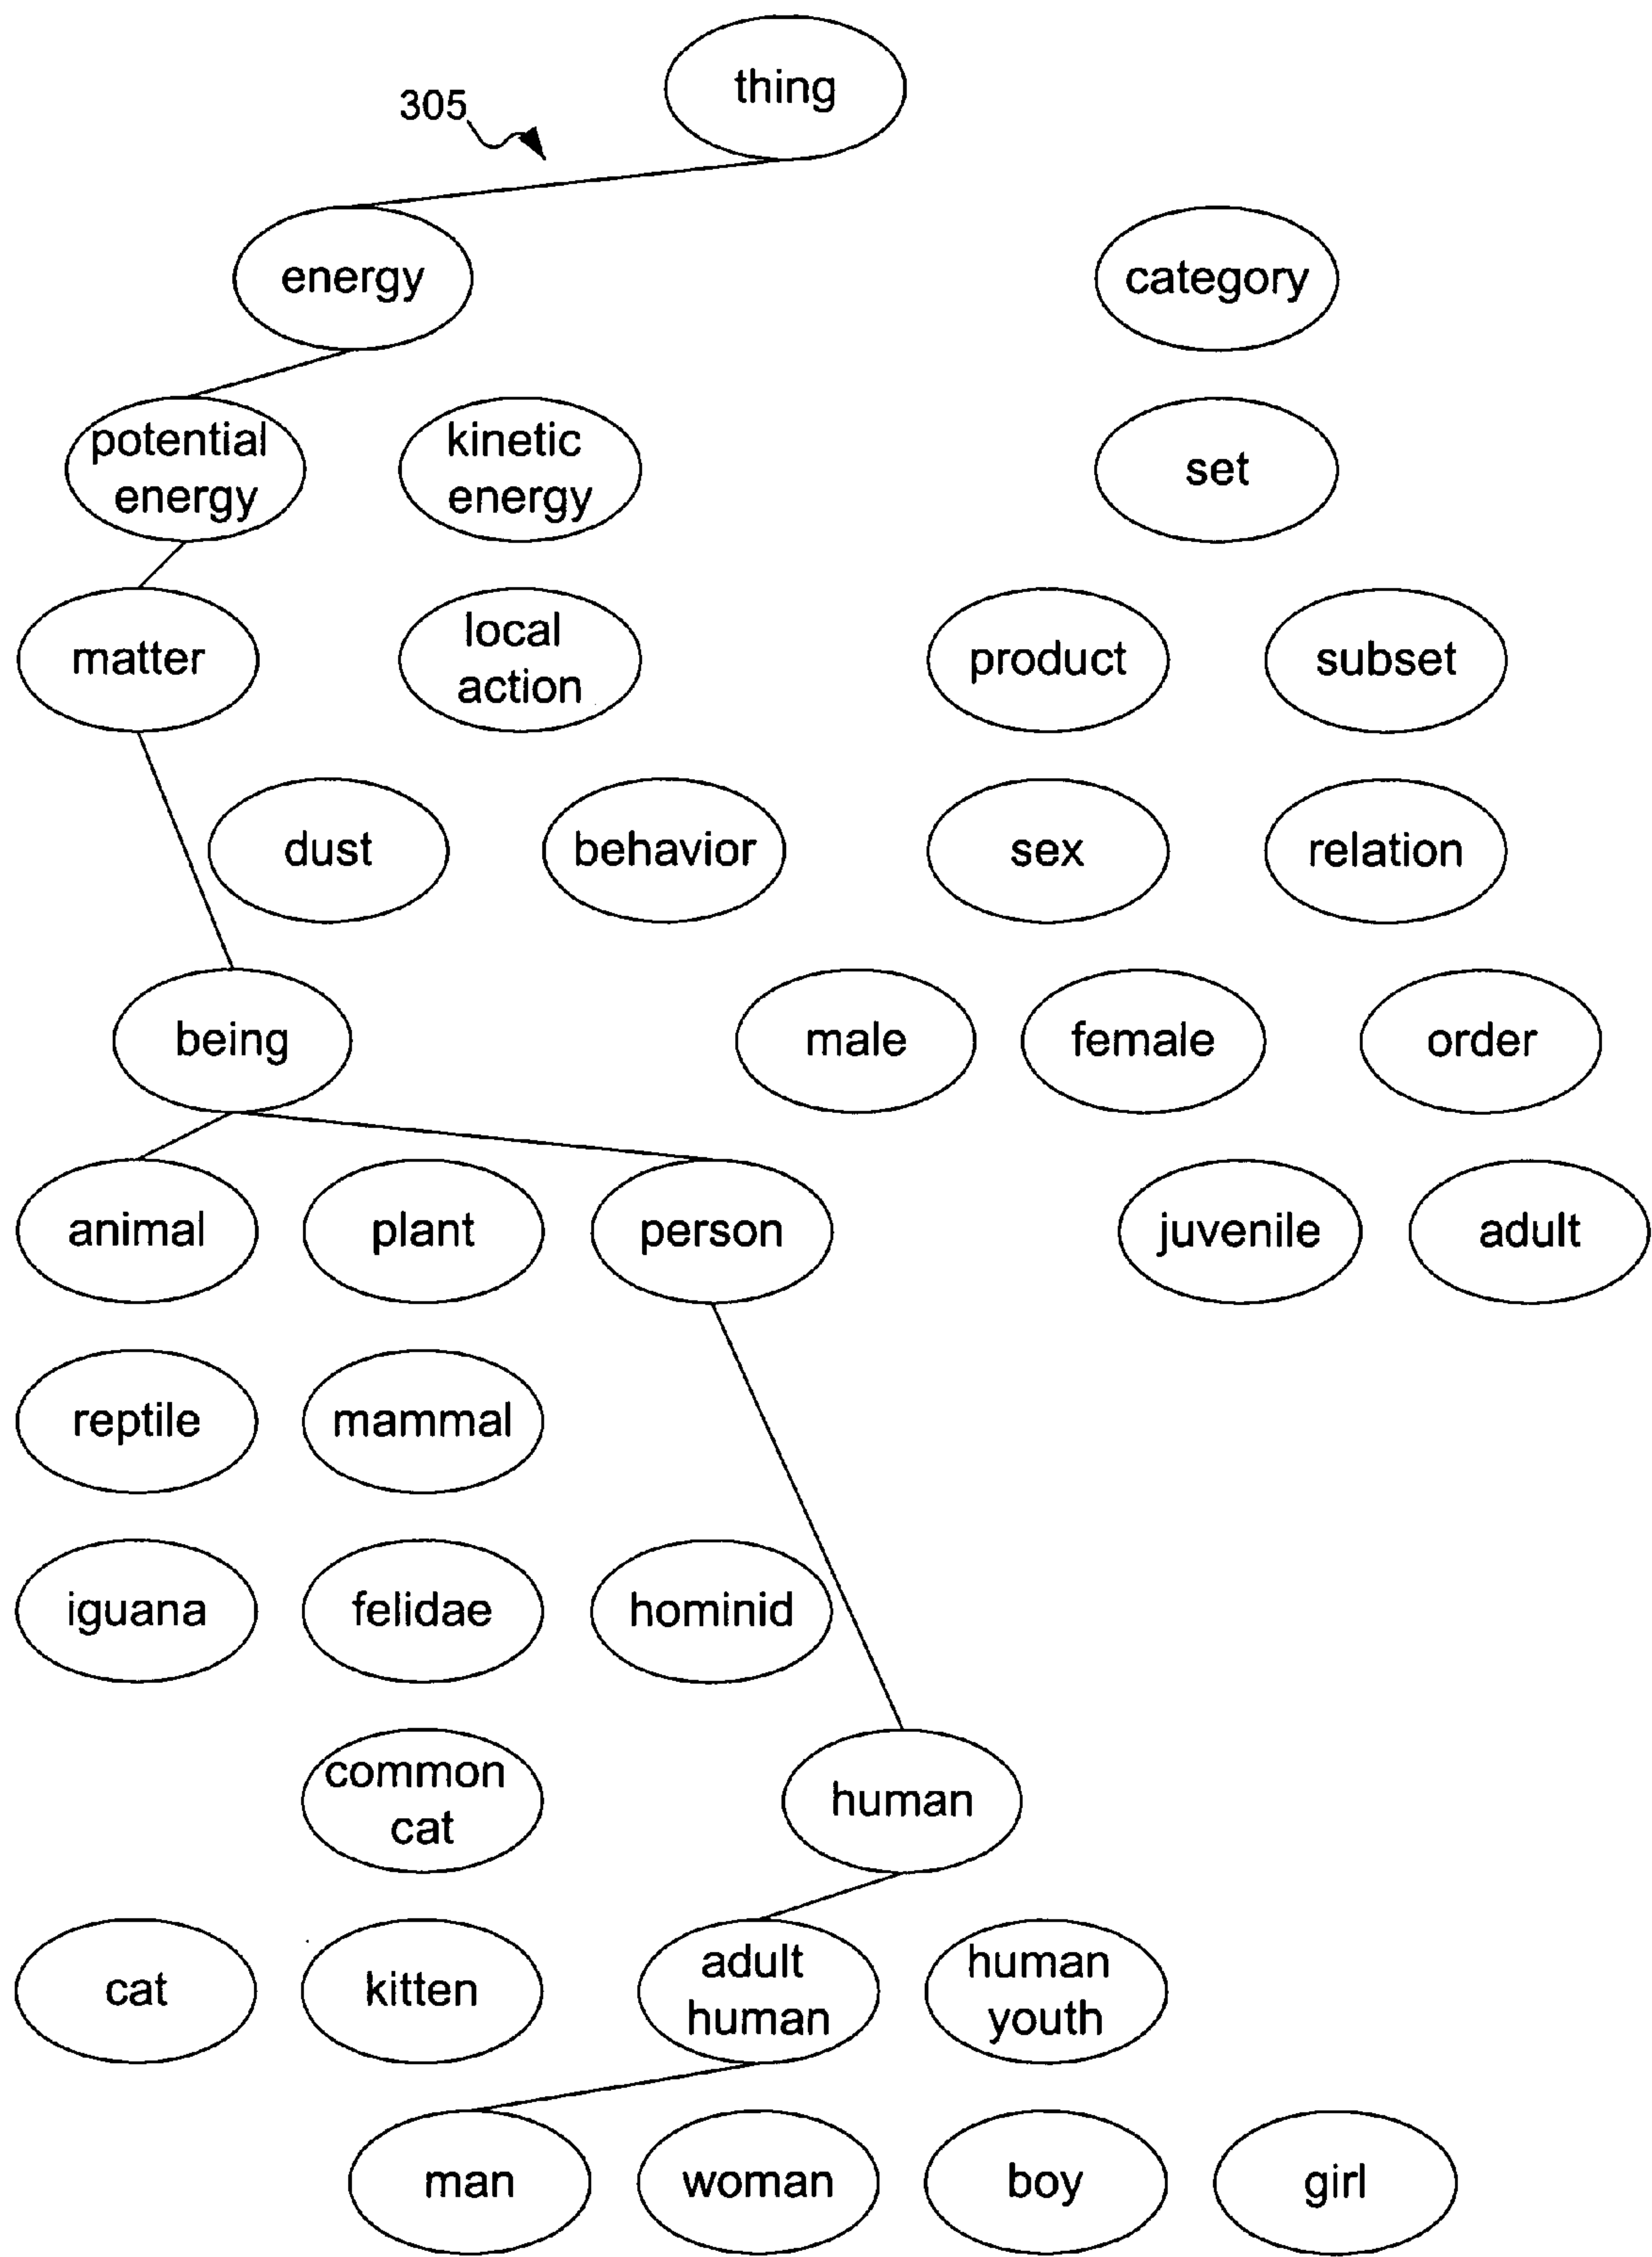 thing
305
energy
category
potential
energy
kinetic
energy
set
matter
local
action
product
subset
dust
behavior
sex
relation
being
male
female
order
animal
plant
person
juvenile
adult
reptile
mammal
iguana
felidae
hominid
common
cat
human
cat
kitten
adult
human
human
youth
man
woman
boy
girl